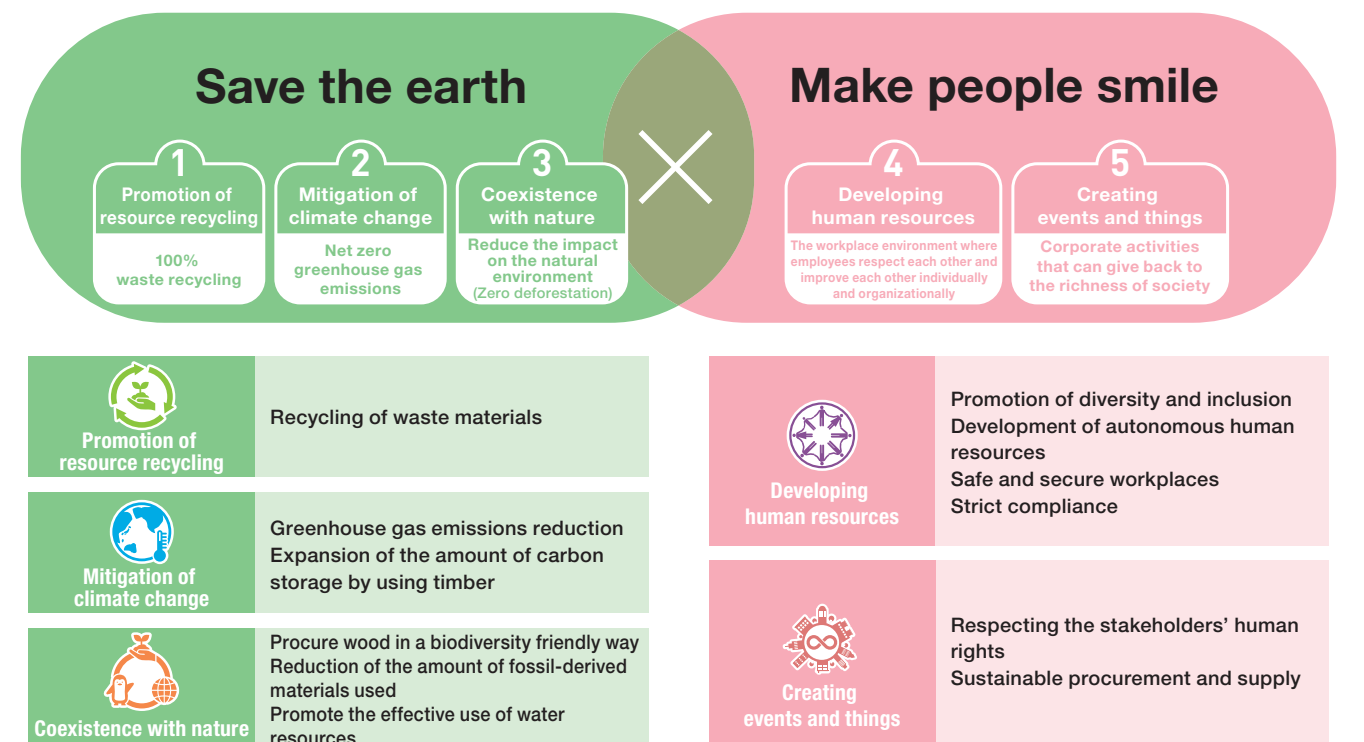 Save the earth
Make people smile
1
Promotion of
resource recycling
100%
waste recycling
2
Mitigation of
climate change
Net zero
greenhouse gas
emissions
3
Coexistence
with nature
Reduce the impact
on the natural
environment
(Zero deforestation)
4
Developing
human resources
The workplace environment where
employees respect each other and
improve each other individually
and organizationally
5
Creating
events and things
Corporate activities
that can give back to
the richness of society
Promotion of
resource recycling
Recycling of waste materials
Mitigation of
climate change
Greenhouse gas emissions reduction
Expansion of the amount of carbon
storage by using timber
Coexistence with nature
Procure wood in a biodiversity friendly way
Reduction of the amount of fossil-derived
materials used
Promote the effective use of water
resources
Developing
human resources
Promotion of diversity and inclusion
Development of autonomous human
resources
Safe and secure workplaces
Strict compliance
Creating
events and things
Respecting the stakeholders’ human
rights
Sustainable procurement and supply